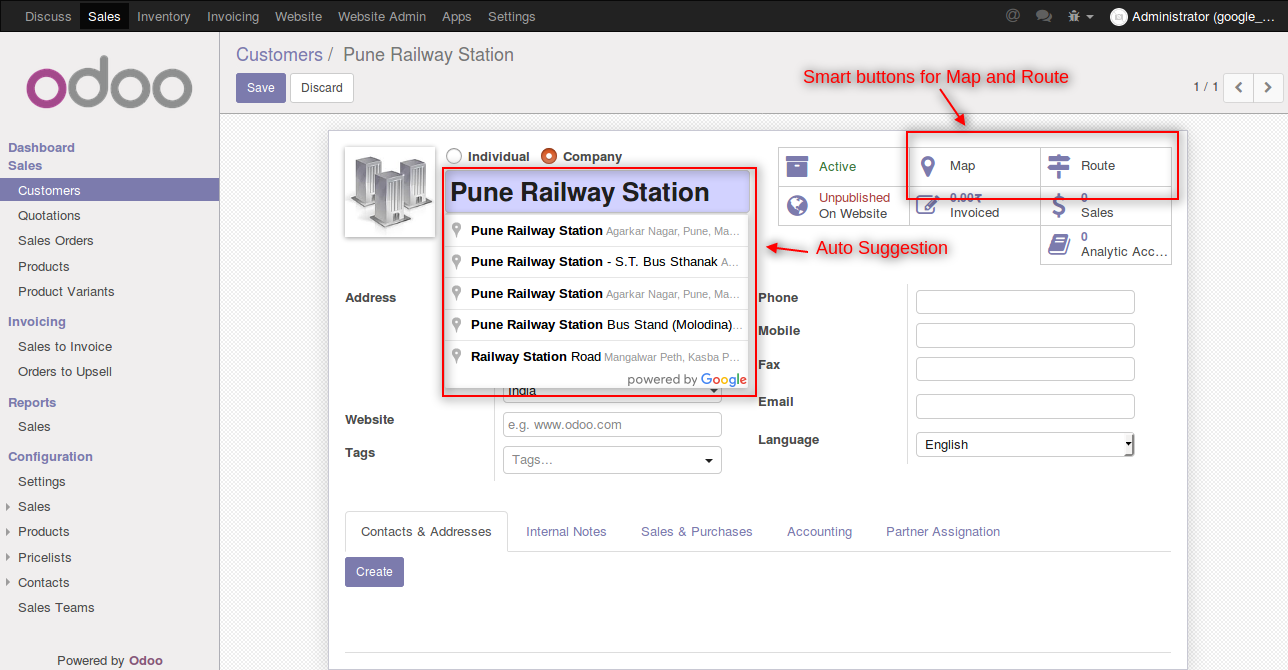 Discuss Sales Inventory Invoicing Website Website Admin Apps Settings @ Administrator (google_...
odoo
Customers / Pune Railway Station
Save Discard
Smart buttons for Map and Route
1 / 1
Dashboard
Sales
Customers
Quotations
Sales Orders
Products
Product Variants
Invoicing
Sales to Invoice
Orders to Upsell
Reports
Sales
Configuration
Settings
Sales
Products
Pricelists
Contacts
Sales Teams
Powered by Odoo
Individual Company
Pune Railway Station
Pune Railway Station Agarkar Nagar, Pune, Ma...
Pune Railway Station - S.T. Bus Sthanak A...
Pune Railway Station Agarkar Nagar, Pune, Ma...
Pune Railway Station Bus Stand (Molodina)...
Railway Station Road Mangalwar Peth, Kasba P...
powered by Google
Auto Suggestion
Active
Map
Route
Unpublished
On Website
0.00₹
Invoiced
0
Sales
0
Analytic Acc...
Address
India
Website e.g. www.odoo.com
Tags Tags...
Phone
Mobile
Fax
Email
Language English
Contacts & Addresses Internal Notes Sales & Purchases Accounting Partner Assignation
Create